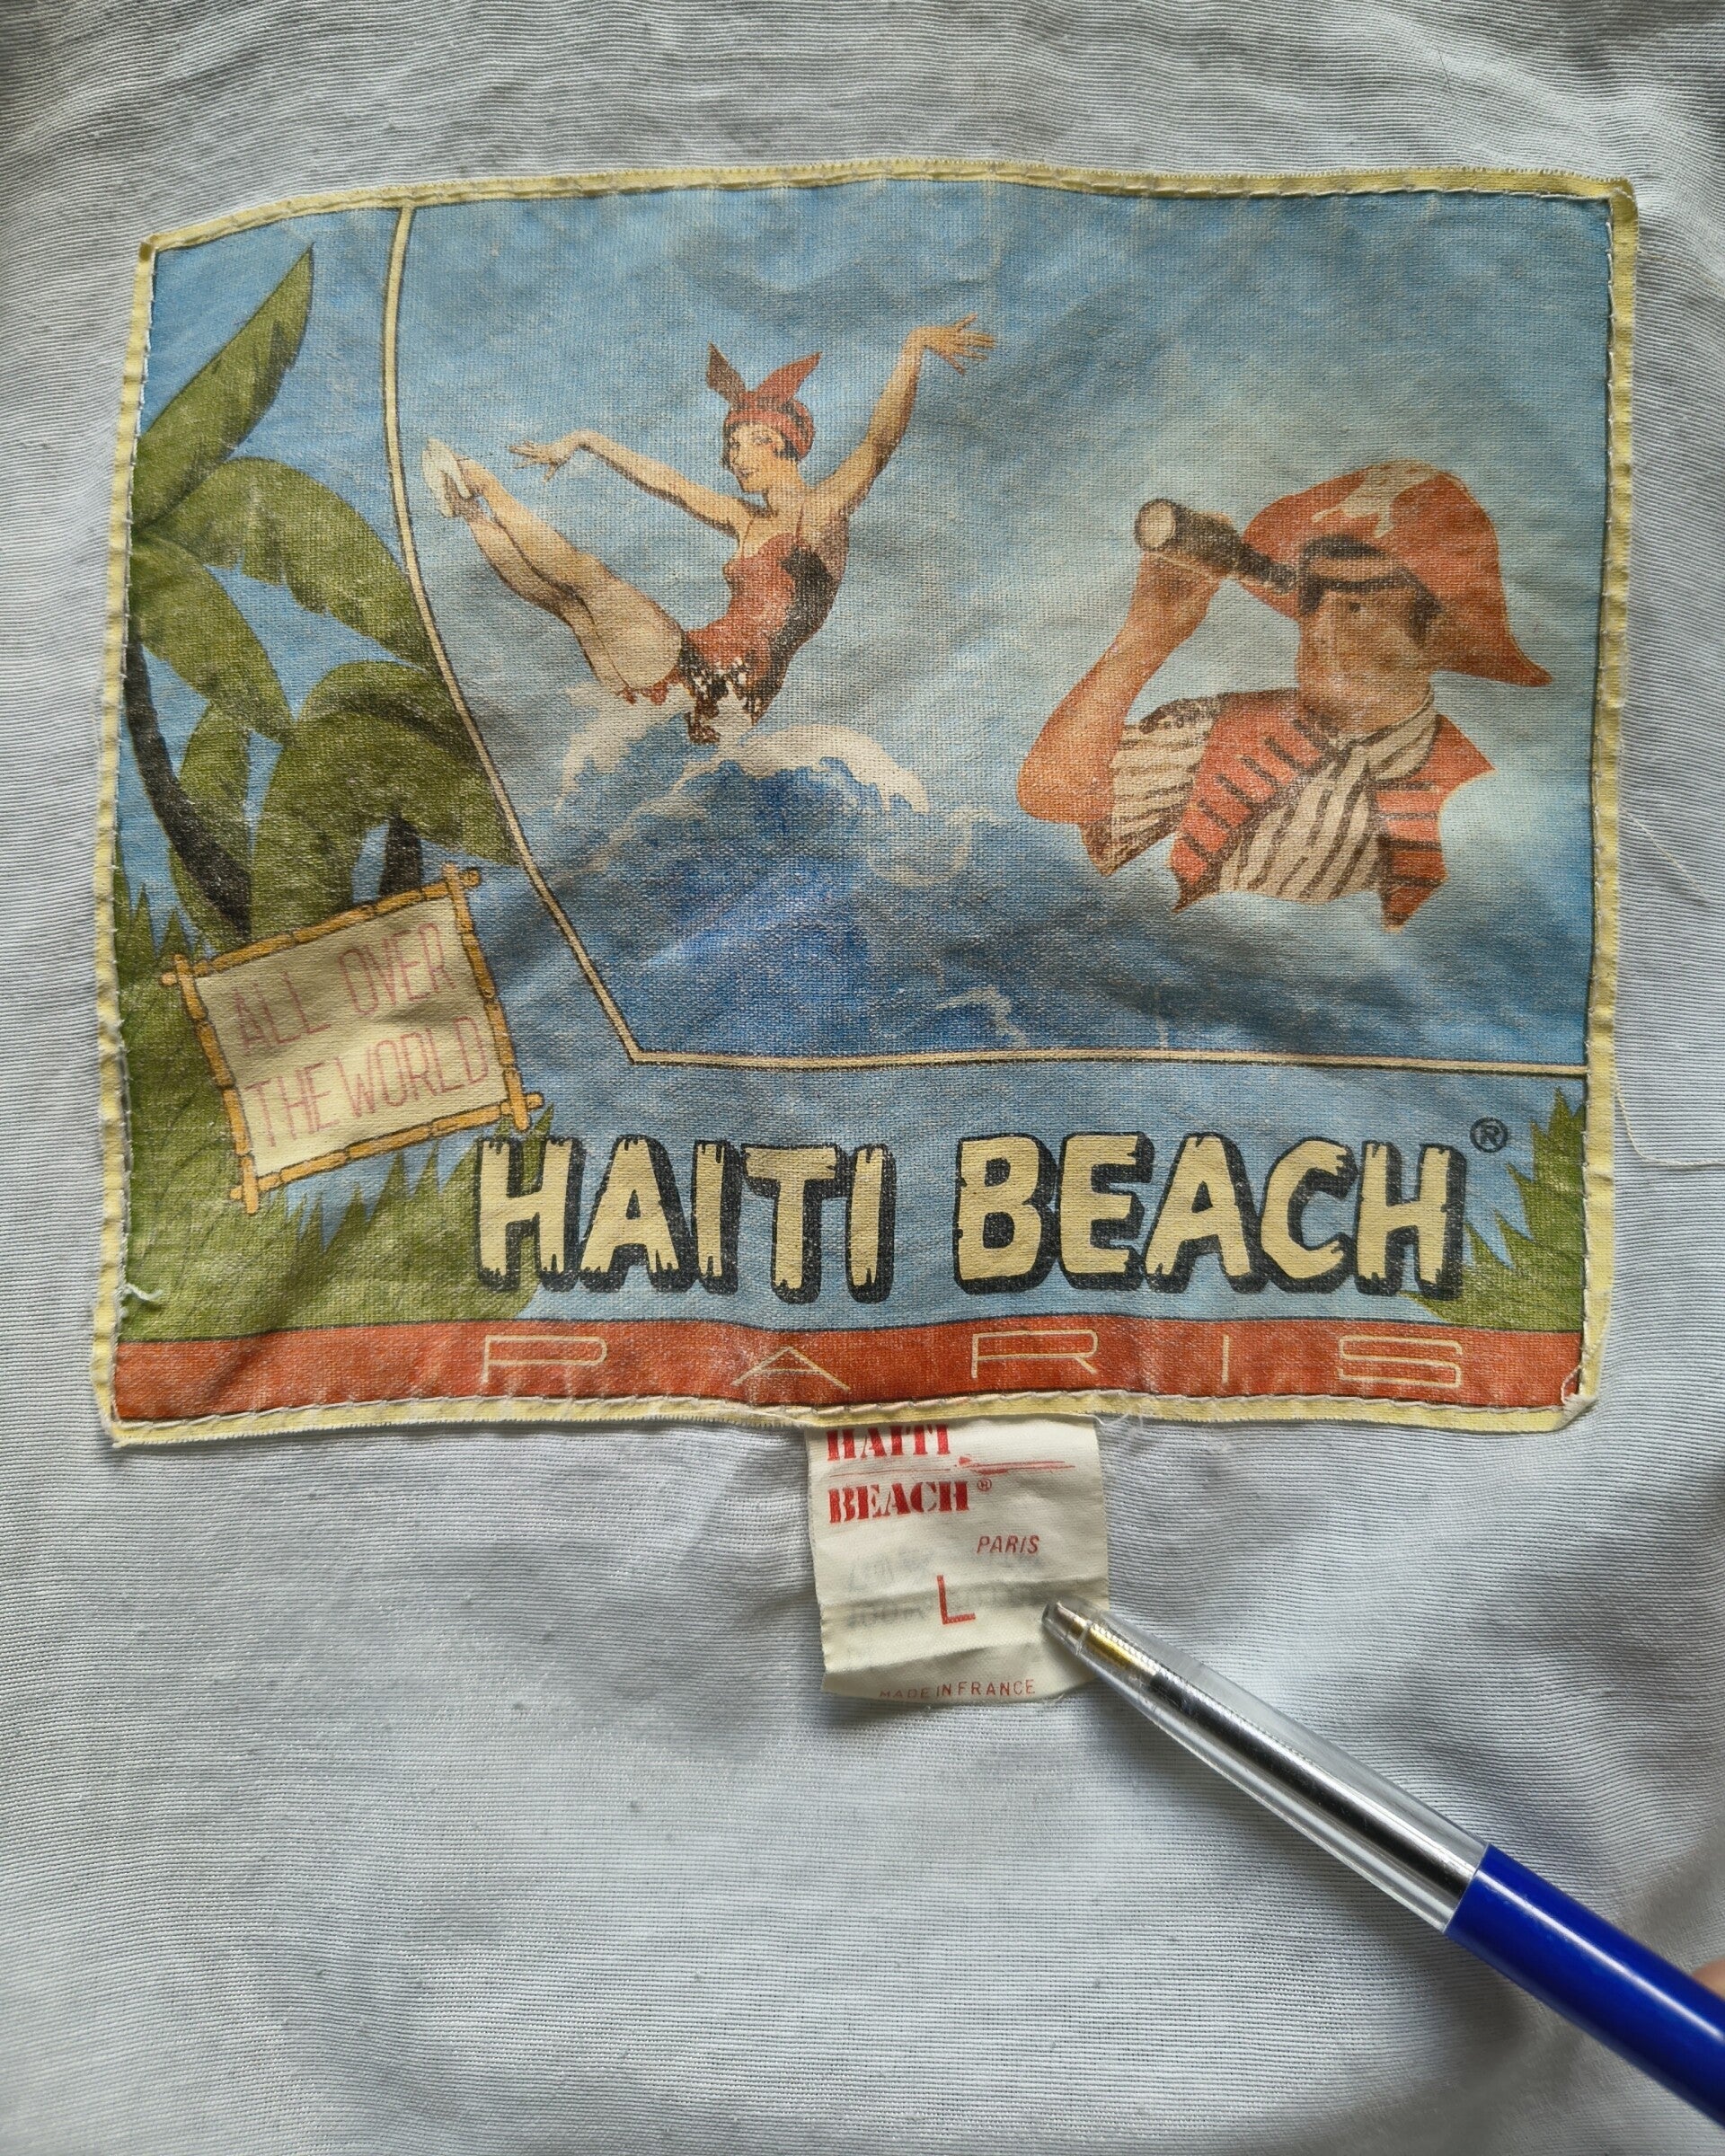 ALL OVER
THE WORLD
HAITI BEACH®
PARIS
HAITI
BEACH®
PARIS
L
MADE IN FRANCE